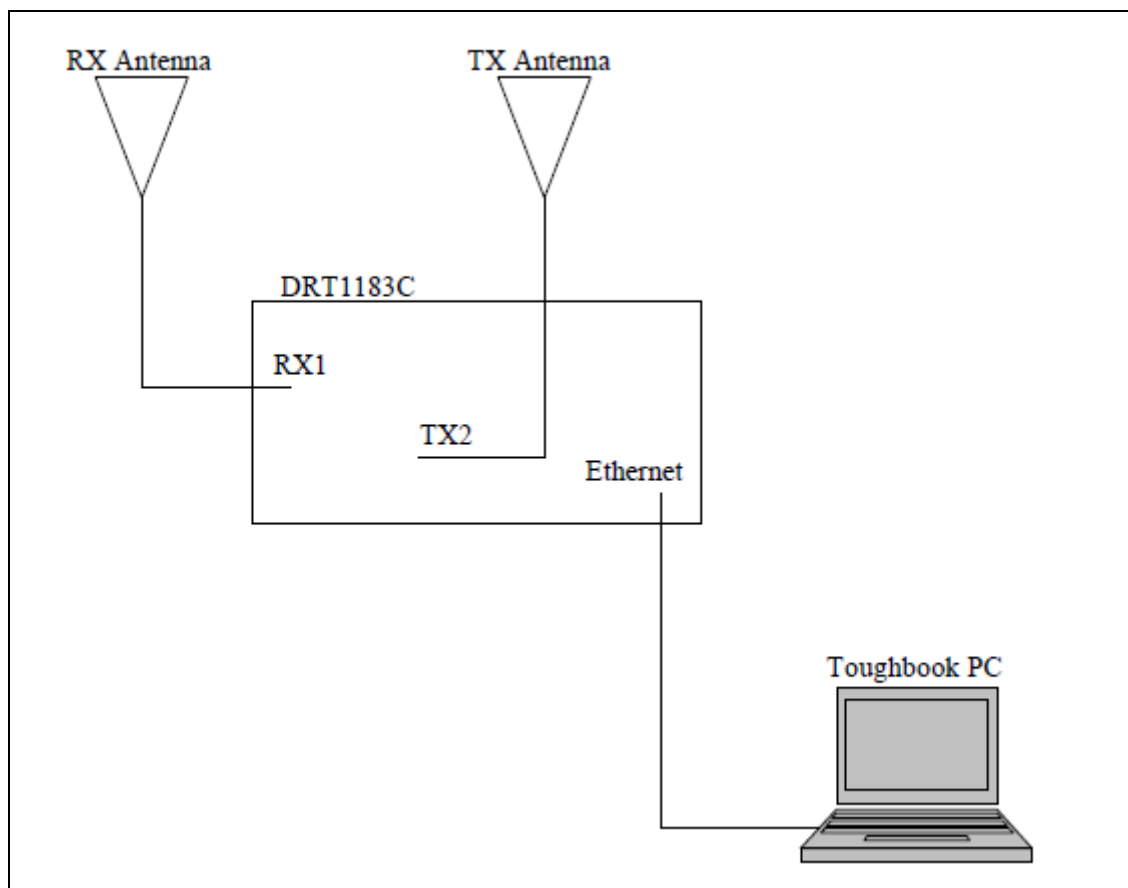 RX Antenna
TX Antenna
DRT1183C
RX1
TX2
Ethernet
Toughbook PC